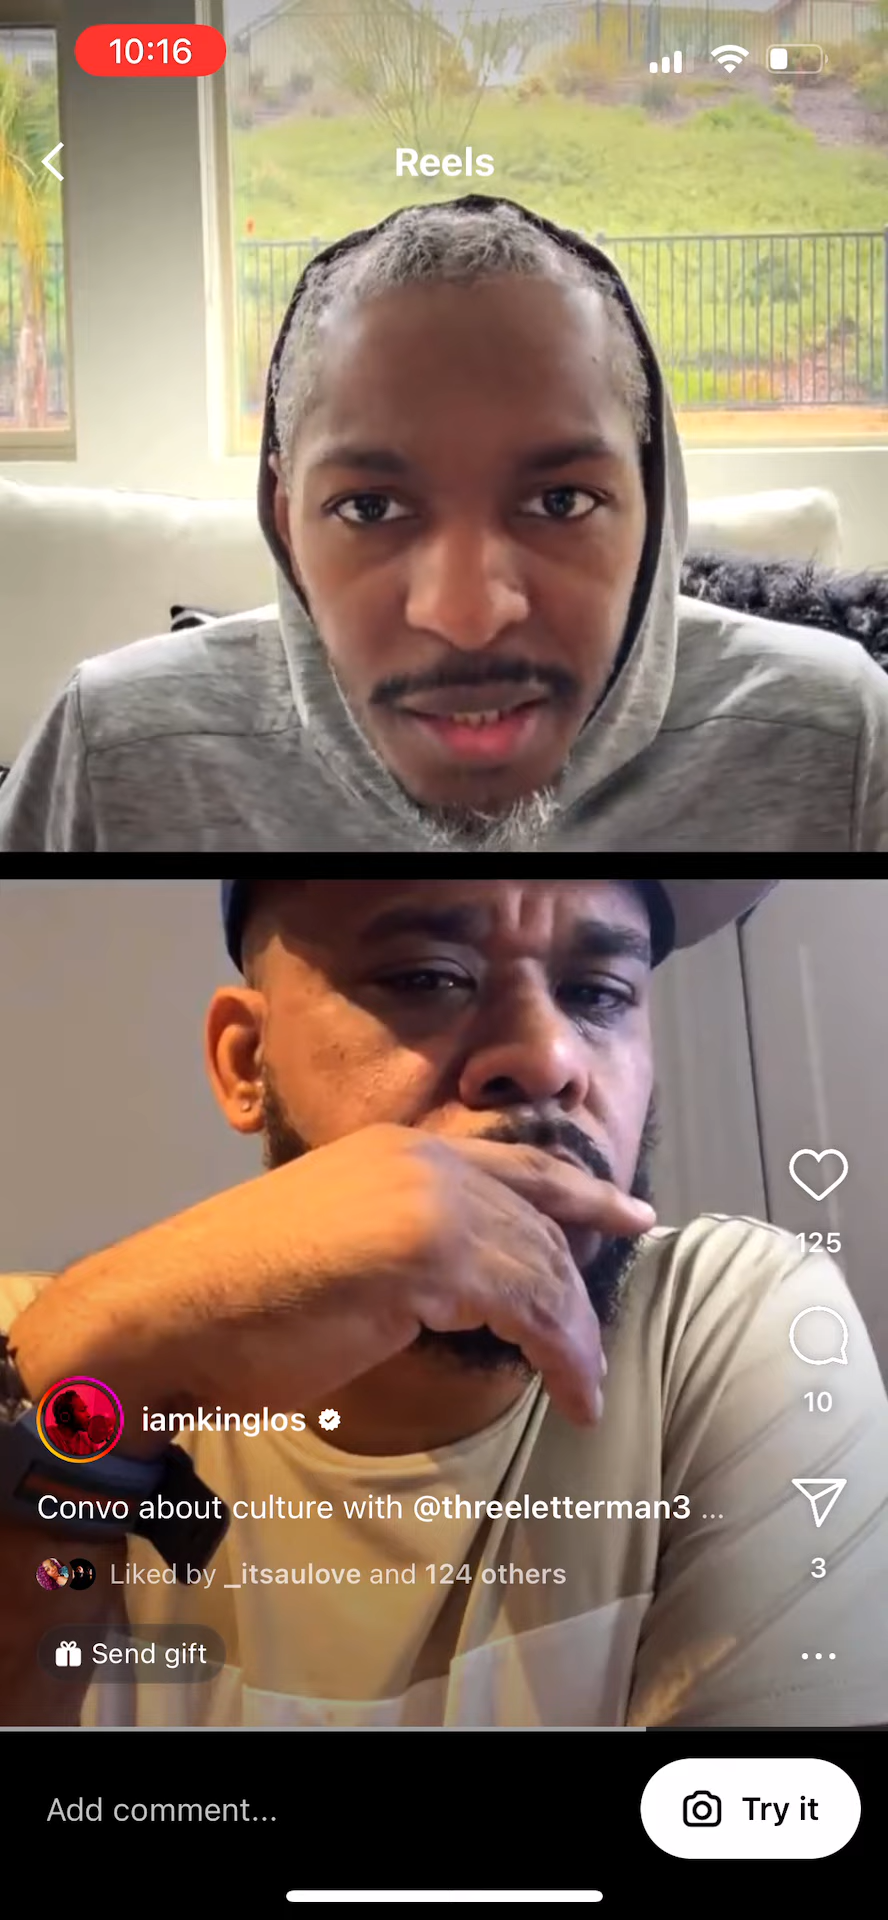 10:16
Reels
125
10
iamkinglos
Convo about culture with @threeletterman3 ...
Liked by _itsaulove and 124 others
3
Send gift
Add comment...
Try it